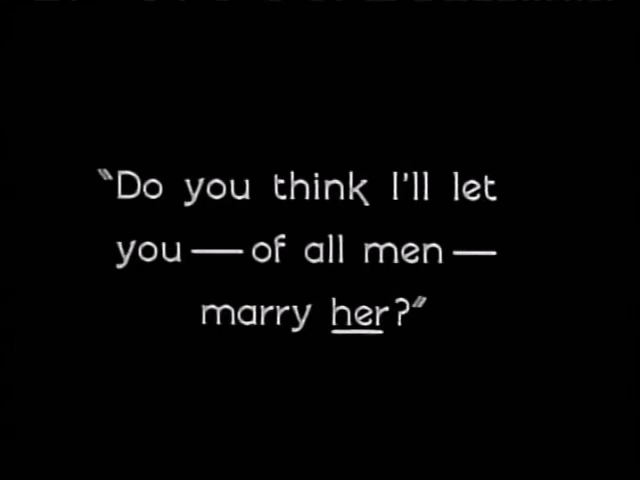 "Do you think I'll let
you — of all men —
marry her?"